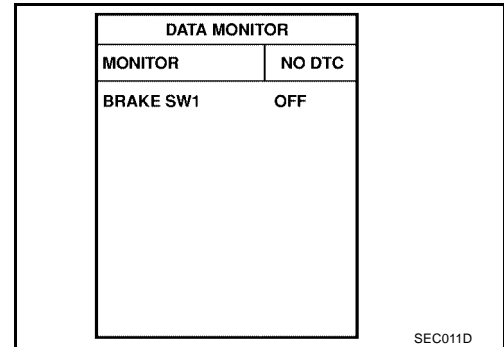 DATA MONITOR
MONITOR NO DTC
BRAKE SW1 OFF
SEC011D